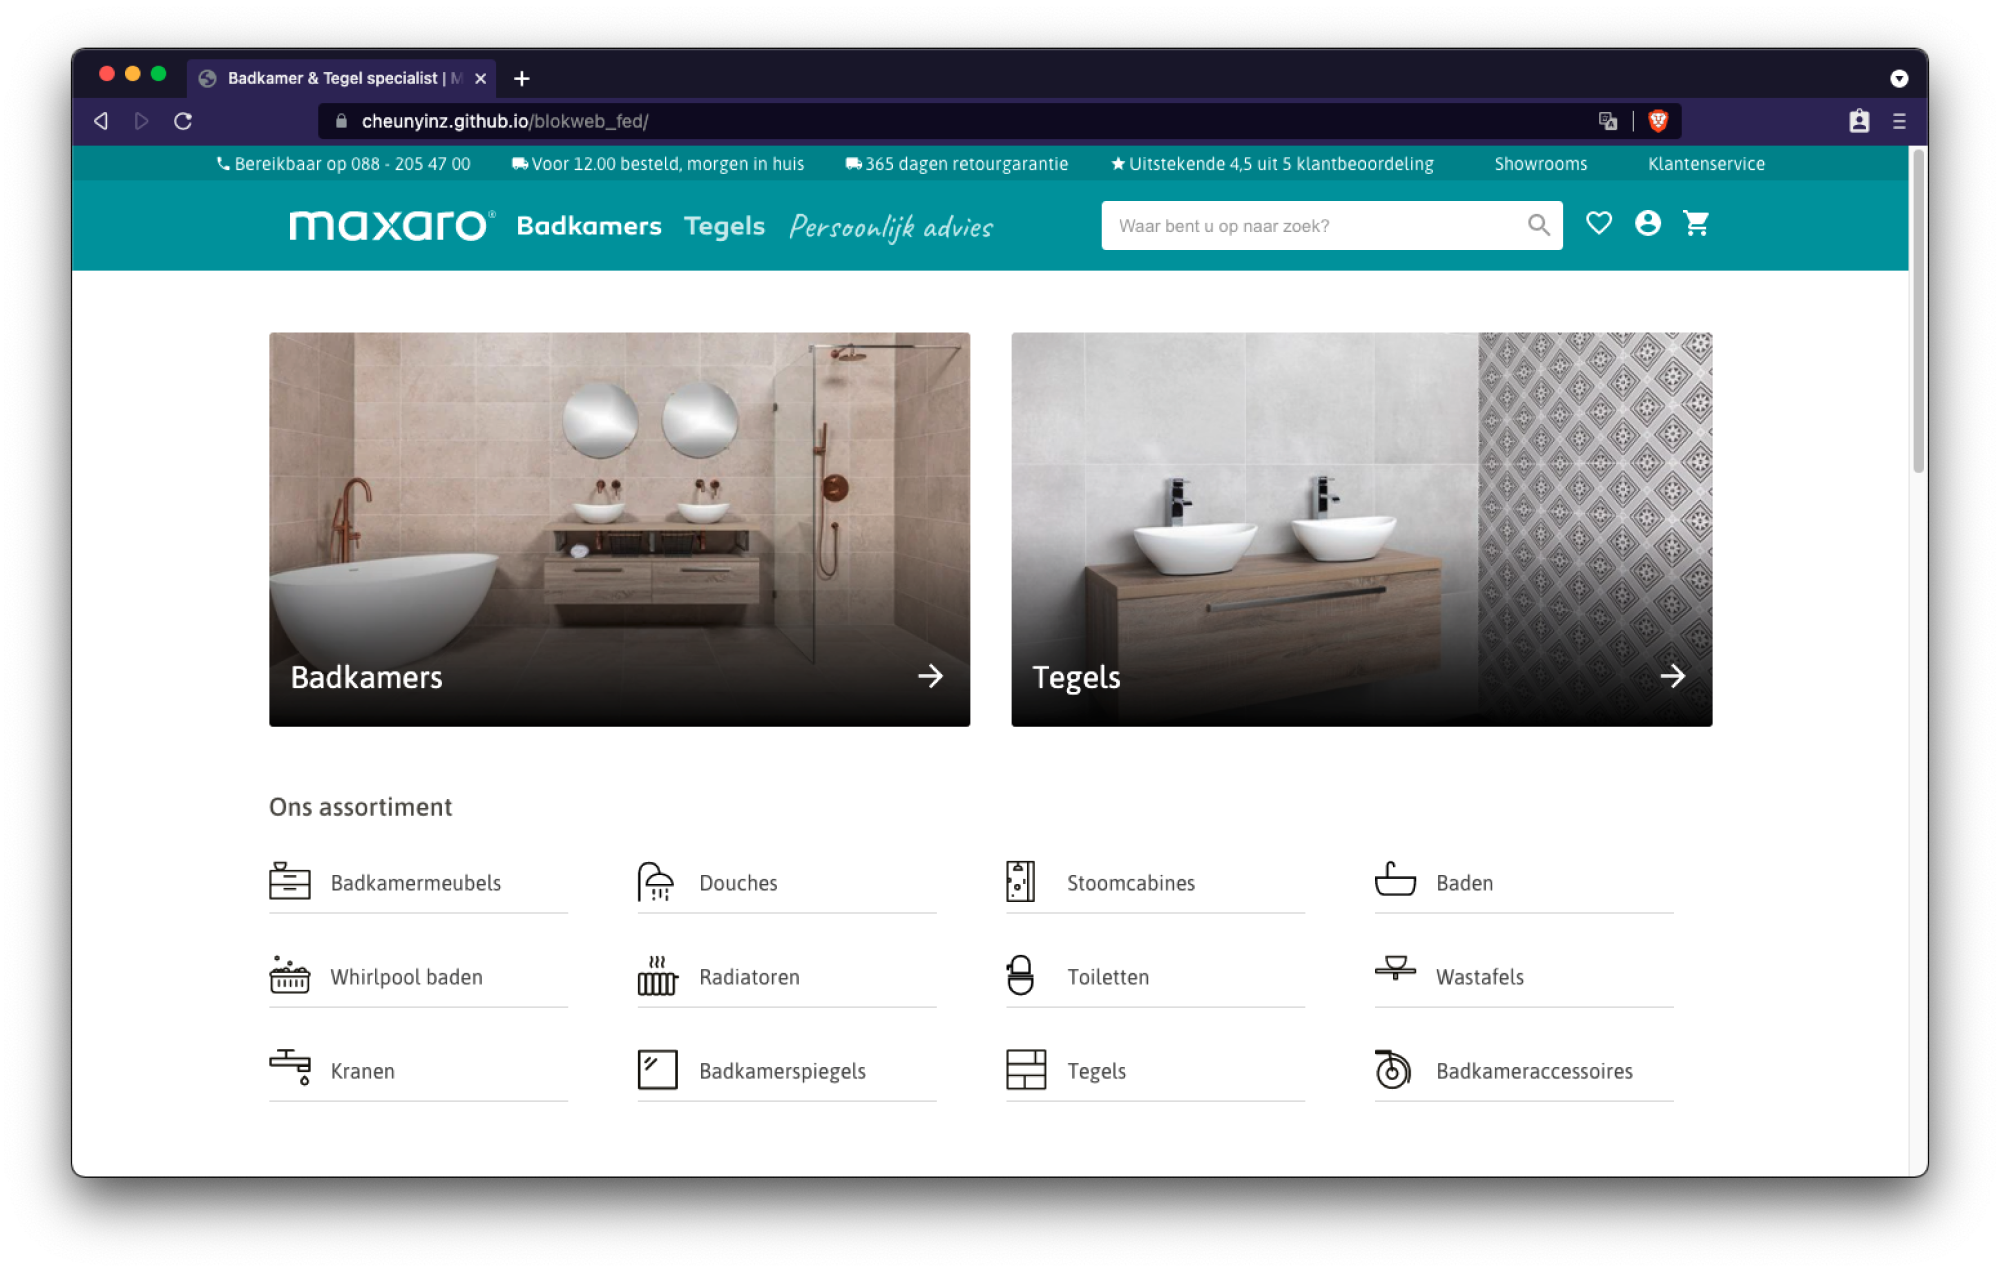 Badkamer & Tegel specialist | M
cheunyinz.github.io/blokweb_fed/
Bereikbaar op 088 - 205 47 00 Voor 12.00 besteld, morgen in huis 365 dagen retourgarantie Uitstekende 4,5 uit 5 klantbeoordeling Showrooms Klantenservice
maxaro® Badkamers Tegels Persoonlijk advies Waar bent u op naar zoek?
Badkamers Tegels
Ons assortiment
Badkamermeubels Douches Stoomcabines Baden
Whirlpool baden Radiatoren Toiletten Wastafels
Kranen Badkamerspiegels Tegels Badkameraccessoires